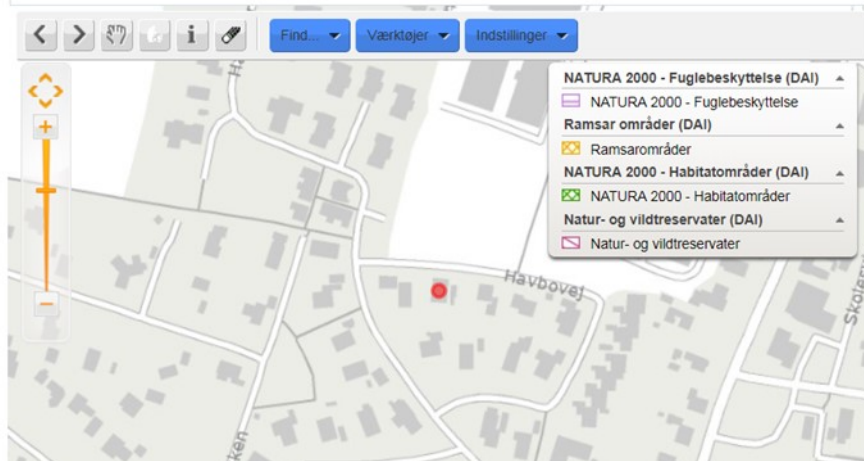 Find...
Værktøjer
Indstillinger
NATURA 2000 - Fuglebeskyttelse (DAI)
NATURA 2000 - Fuglebeskyttelse
Ramsar områder (DAI)
Ramsarområder
NATURA 2000 - Habitatområder (DAI)
NATURA 2000 - Habitatområder
Natur- og vildtreservater (DAI)
Natur- og vildtreservater
Havbovej